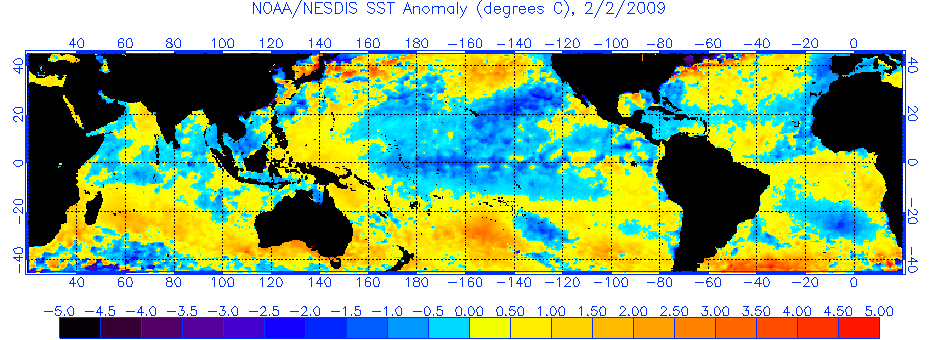 NOAA/NESDIS SST Anomaly (degrees C), 2/2/2009
40 60 80 100 120 140 160 180 -160 -140 -120 -100 -80 -60 -40 -20 0
40 40
20 20
0 0
-20 -20
-40 -40
40 60 80 100 120 140 160 180 -160 -140 -120 -100 -80 -60 -40 -20 0
-5.0 -4.5 -4.0 -3.5 -3.0 -2.5 -2.0 -1.5 -1.0 -0.5 0.00 0.50 1.00 1.50 2.00 2.50 3.00 3.50 4.00 4.50 5.00